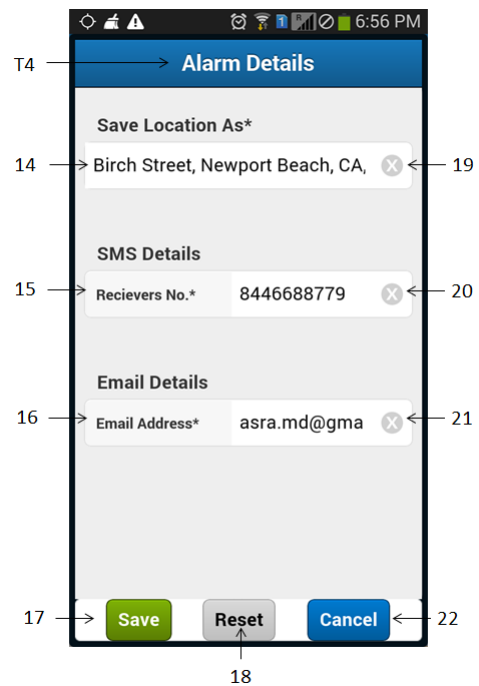 6:56 PM
T4
Alarm Details
Save Location As*
14
Birch Street, Newport Beach, CA,
19
SMS Details
15
Recievers No.*
8446688779
20
Email Details
16
Email Address*
asra.md@gma
21
17
Save
Reset
Cancel
22
18